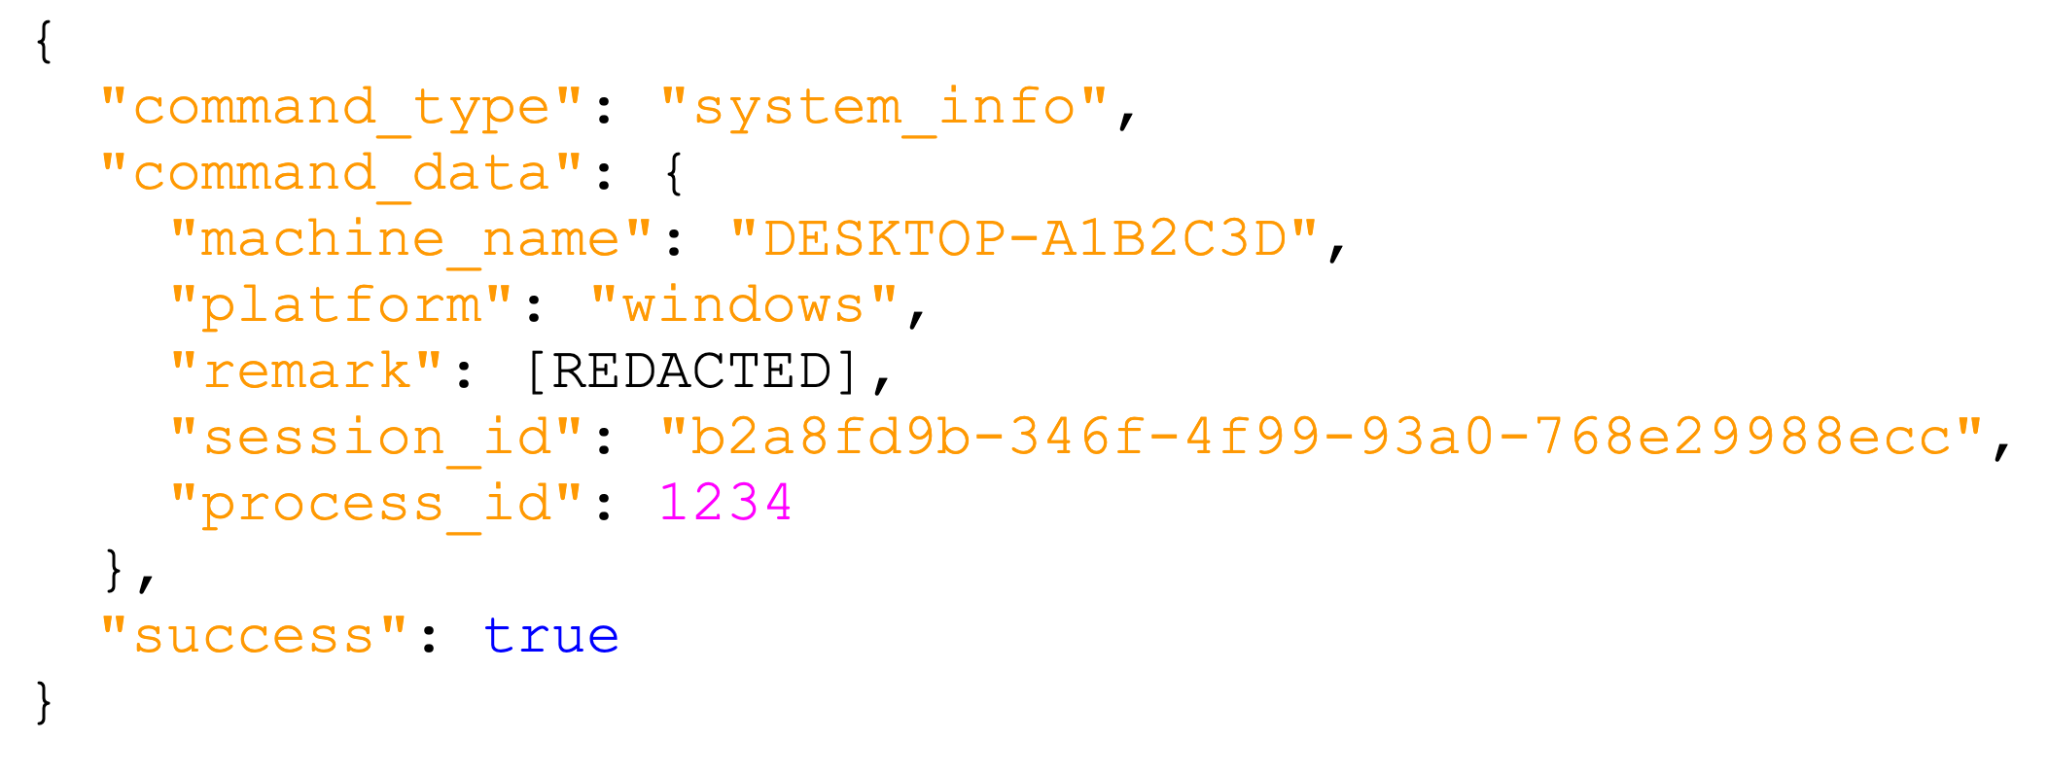 {
  "command_type": "system_info",
  "command_data": {
    "machine_name": "DESKTOP-A1B2C3D",
    "platform": "windows",
    "remark": [REDACTED],
    "session_id": "b2a8fd9b-346f-4f99-93a0-768e29988ecc",
    "process_id": 1234
  },
  "success": true
}